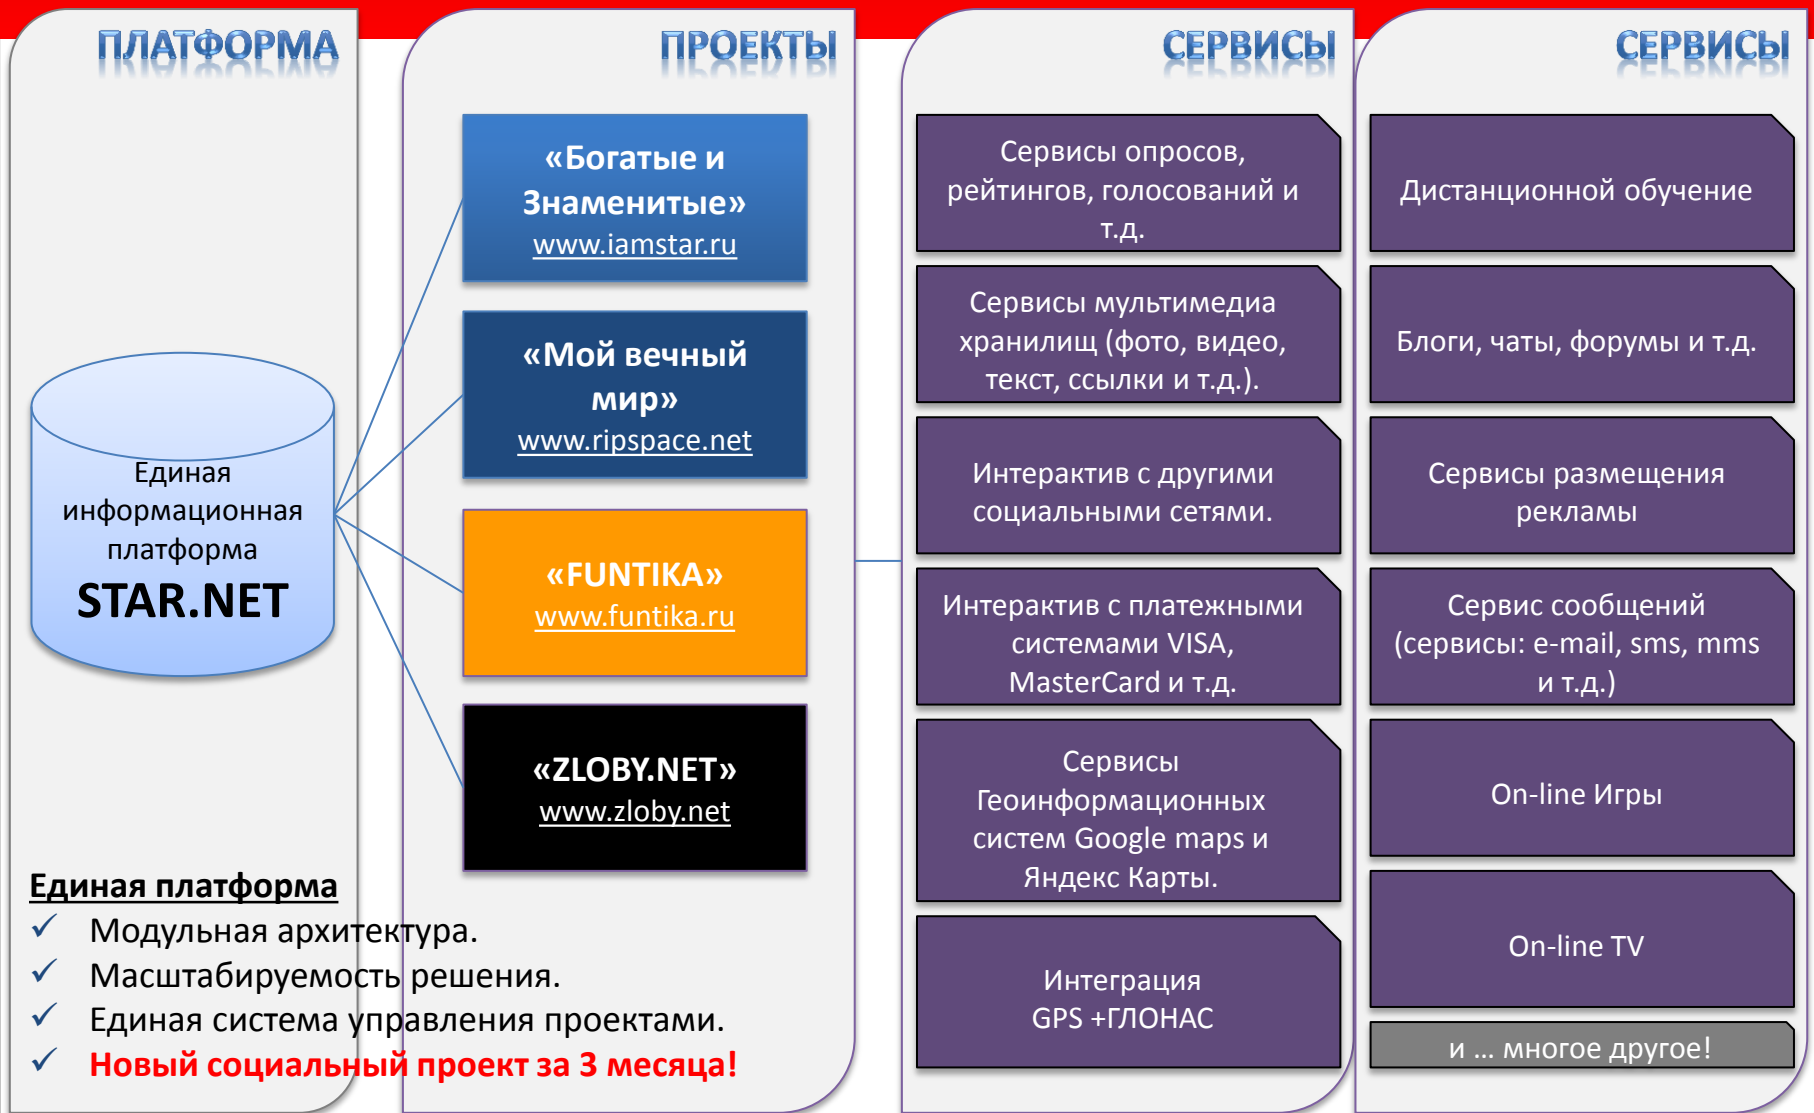 ПЛАТФОРМА
Единая
информационная
платформа
STAR.NET
Единая платформа
✓ Модульная архитектура.
✓ Масштабируемость решения.
✓ Единая система управления проектами.
✓ Новый социальный проект за 3 месяца!
ПРОЕКТЫ
«Богатые и
Знаменитые»
www.iamstar.ru
«Мой вечный
мир»
www.ripspace.net
«FUNTIKA»
www.funtika.ru
«ZLOBY.NET»
www.zloby.net
СЕРВИСЫ
Сервисы опросов,
рейтингов, голосований и
т.д.
Сервисы мультимедиа
хранилищ (фото, видео,
текст, ссылки и т.д.).
Интерактив с другими
социальными сетями.
Интерактив с платежными
системами VISA,
MasterCard и т.д.
Сервисы
Геоинформационных
систем Google maps и
Яндекс Карты.
Интеграция
GPS +ГЛОНАС
СЕРВИСЫ
Дистанционной обучение
Блоги, чаты, форумы и т.д.
Сервисы размещения
рекламы
Сервис сообщений
(сервисы: e-mail, sms, mms
и т.д.)
On-line Игры
On-line TV
и ... многое другое!